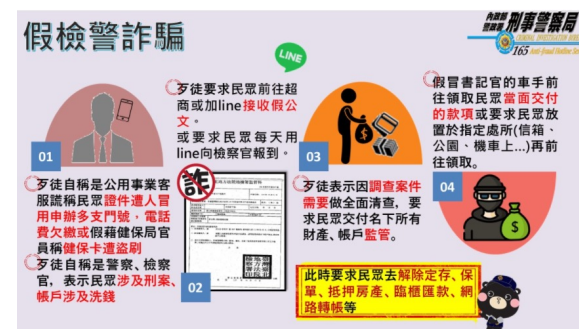 假檢警詐騙
內政部
警政署
刑事警察局
165
LINE
01
歹徒自稱是公用事業客
服謊稱民眾證件遭人冒
用申辦多支門號，電話
費欠繳或假藉健保局官
員稱健保卡遭盜刷
歹徒自稱是警察、檢察
官，表示民眾涉及刑案、
帳戶涉及洗錢
歹徒要求民眾前往超
商或加line接收假公
文。
或要求民眾每天用
line向檢察官報到。
詐
02
03
歹徒表示因調查案件
需要做全面清查，要
求民眾交付名下所有
財產、帳戶監管。
假冒書記官的車手前
往領取民眾當面交付
的款項或要求民眾放
置於指定處所(信箱、
公園、機車上...)再前
往領取。
04
此時要求民眾去解除定存、保
單、抵押房產、臨櫃匯款、網
路轉帳等